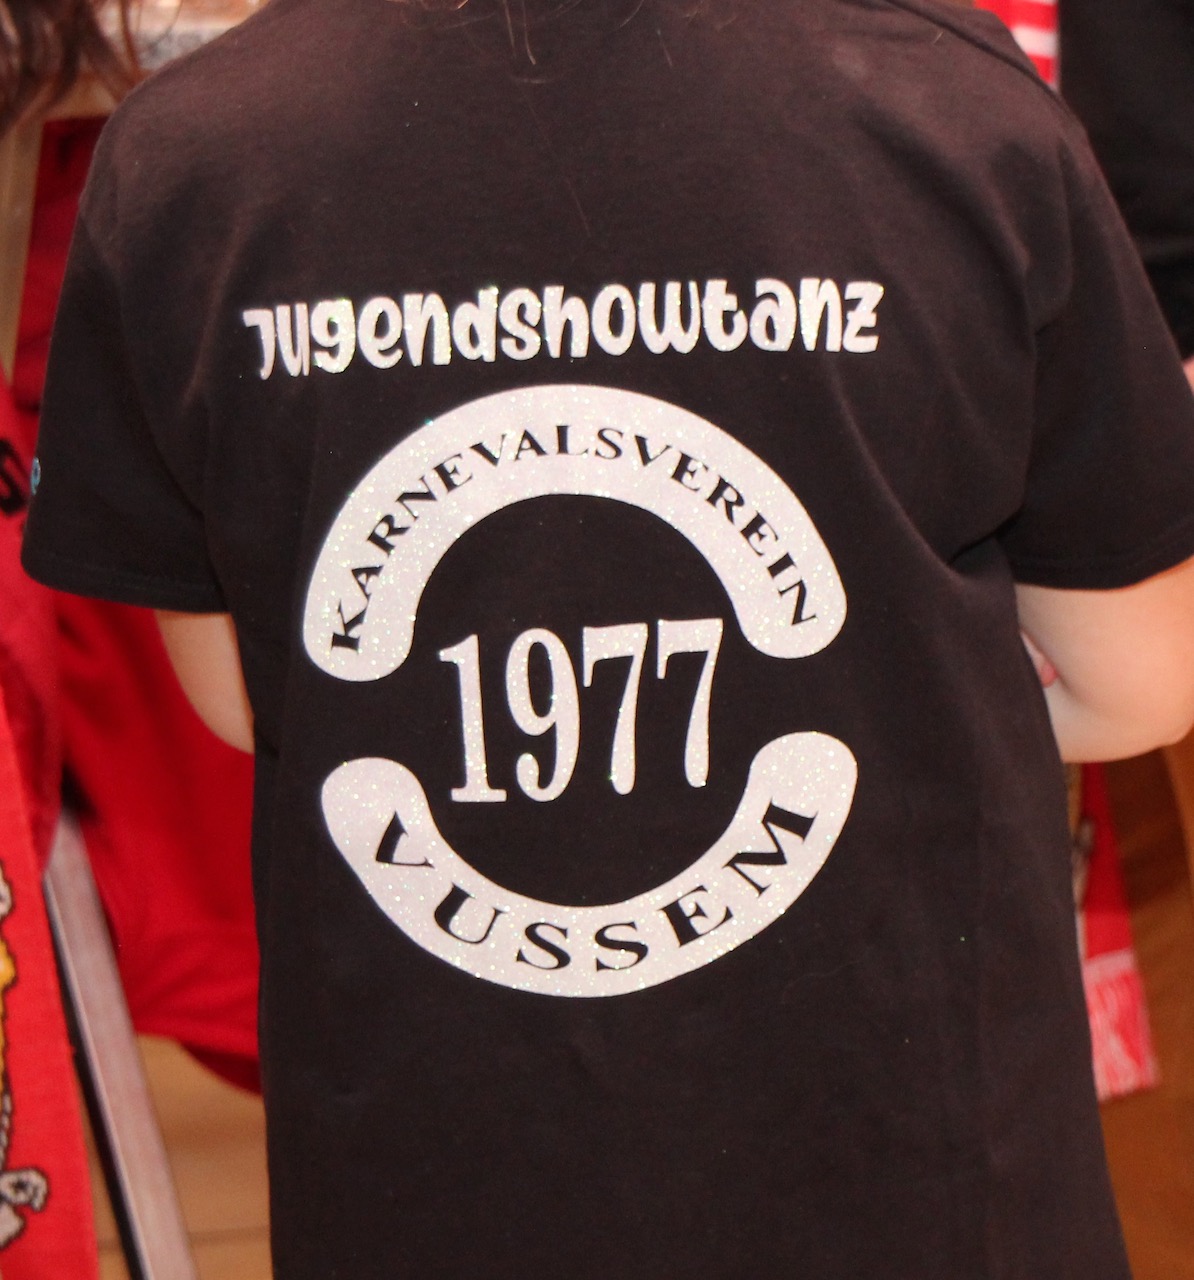 Jugendshowtanz
KARNEVALSVEREIN
1977
VUSSEM